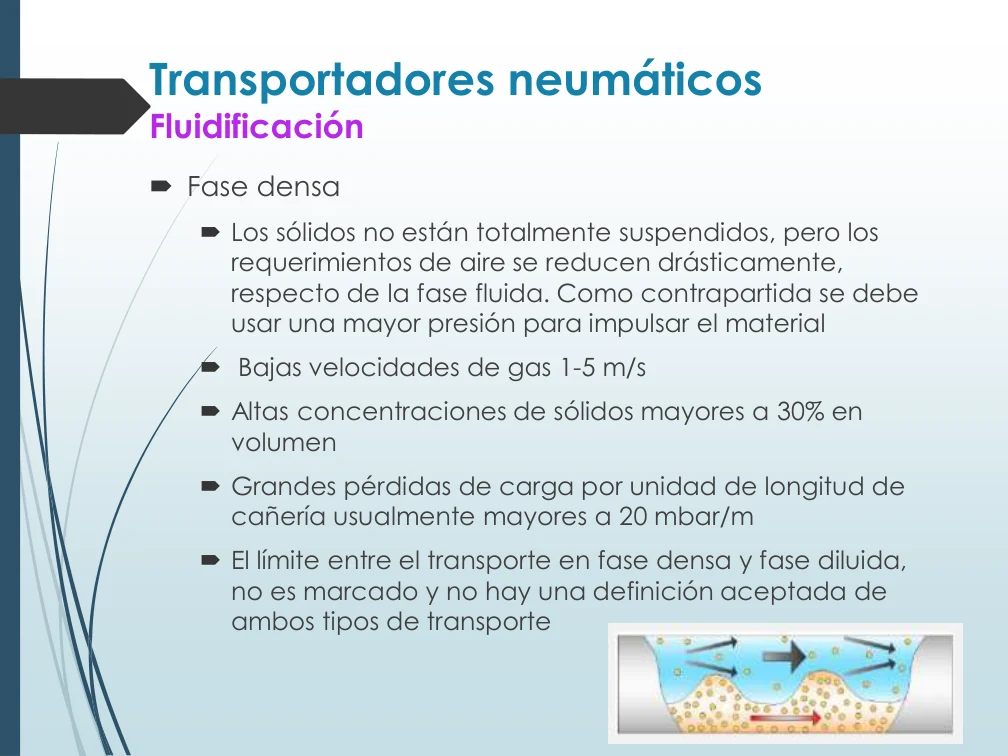 Transportadores neumáticos
Fluidificación
Fase densa
Los sólidos no están totalmente suspendidos, pero los
requerimientos de aire se reducen drásticamente,
respecto de la fase fluida. Como contrapartida se debe
usar una mayor presión para impulsar el material
Bajas velocidades de gas 1-5 m/s
Altas concentraciones de sólidos mayores a 30% en
volumen
Grandes pérdidas de carga por unidad de longitud de
cañería usualmente mayores a 20 mbar/m
El límite entre el transporte en fase densa y fase diluida,
no es marcado y no hay una definición aceptada de
ambos tipos de transporte